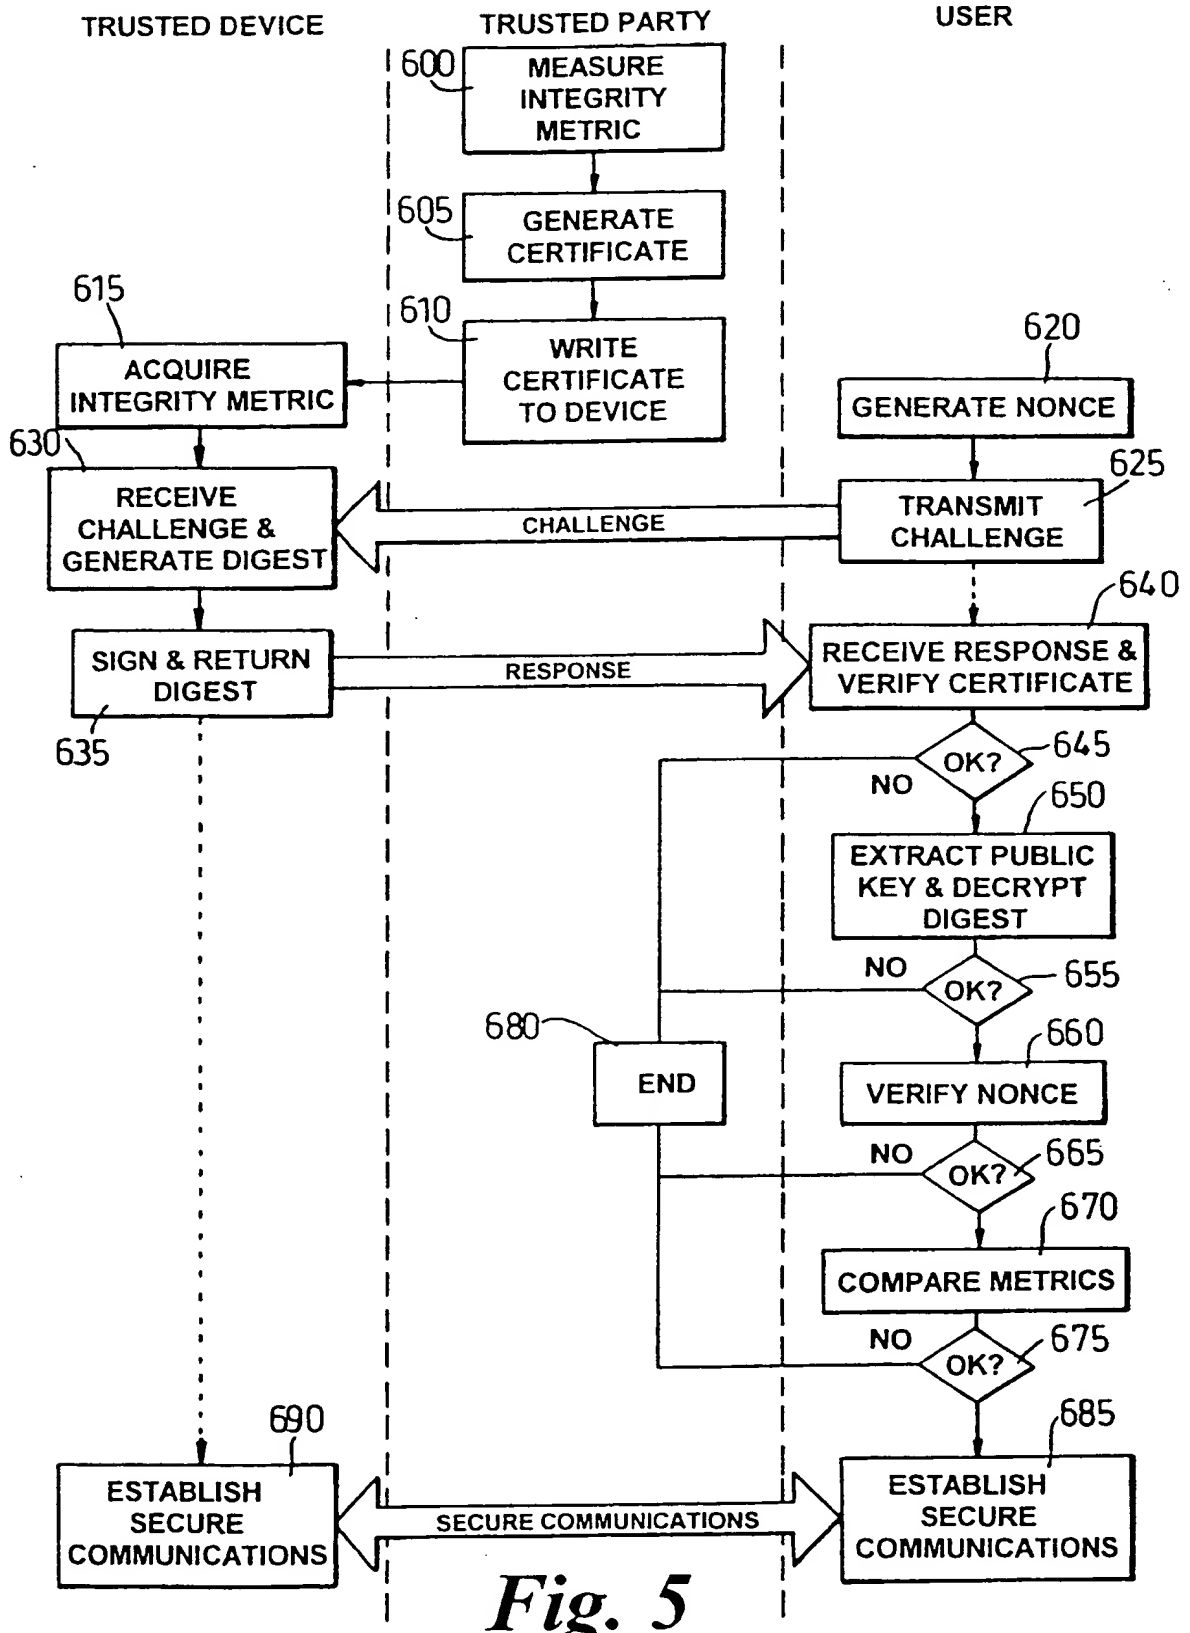 TRUSTED DEVICE
TRUSTED PARTY
USER
600
MEASURE
INTEGRITY
METRIC
605
GENERATE
CERTIFICATE
610
WRITE
CERTIFICATE
TO DEVICE
615
ACQUIRE
INTEGRITY METRIC
620
GENERATE NONCE
625
TRANSMIT
CHALLENGE
CHALLENGE
630
RECEIVE
CHALLENGE &
GENERATE DIGEST
635
SIGN & RETURN
DIGEST
RESPONSE
640
RECEIVE RESPONSE &
VERIFY CERTIFICATE
OK?
645
NO
650
EXTRACT PUBLIC
KEY & DECRYPT
DIGEST
NO
OK?
655
680
END
660
VERIFY NONCE
NO
OK?
665
670
COMPARE METRICS
NO
OK?
675
690
ESTABLISH
SECURE
COMMUNICATIONS
SECURE COMMUNICATIONS
685
ESTABLISH
SECURE
COMMUNICATIONS
Fig. 5